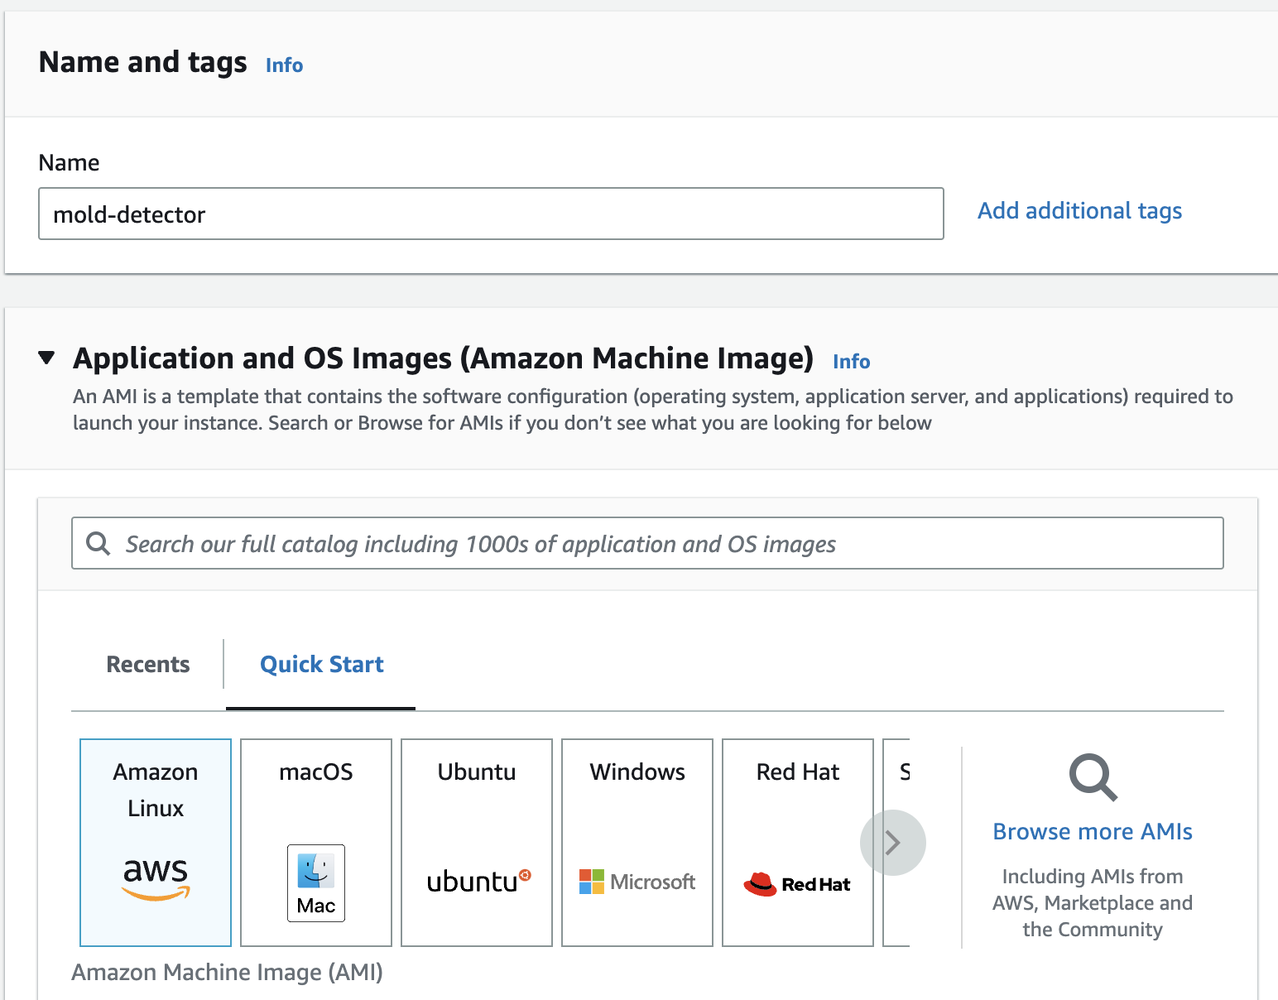 Name and tags Info
Name
mold-detector
Add additional tags
Application and OS Images (Amazon Machine Image) Info
An AMI is a template that contains the software configuration (operating system, application server, and applications) required to
launch your instance. Search or Browse for AMIs if you don’t see what you are looking for below
Search our full catalog including 1000s of application and OS images
Recents
Quick Start
Amazon
Linux
aws
macOS
Mac
Ubuntu
ubuntu
Windows
Microsoft
Red Hat
Red Hat
S
Browse more AMIs
Including AMIs from
AWS, Marketplace and
the Community
Amazon Machine Image (AMI)